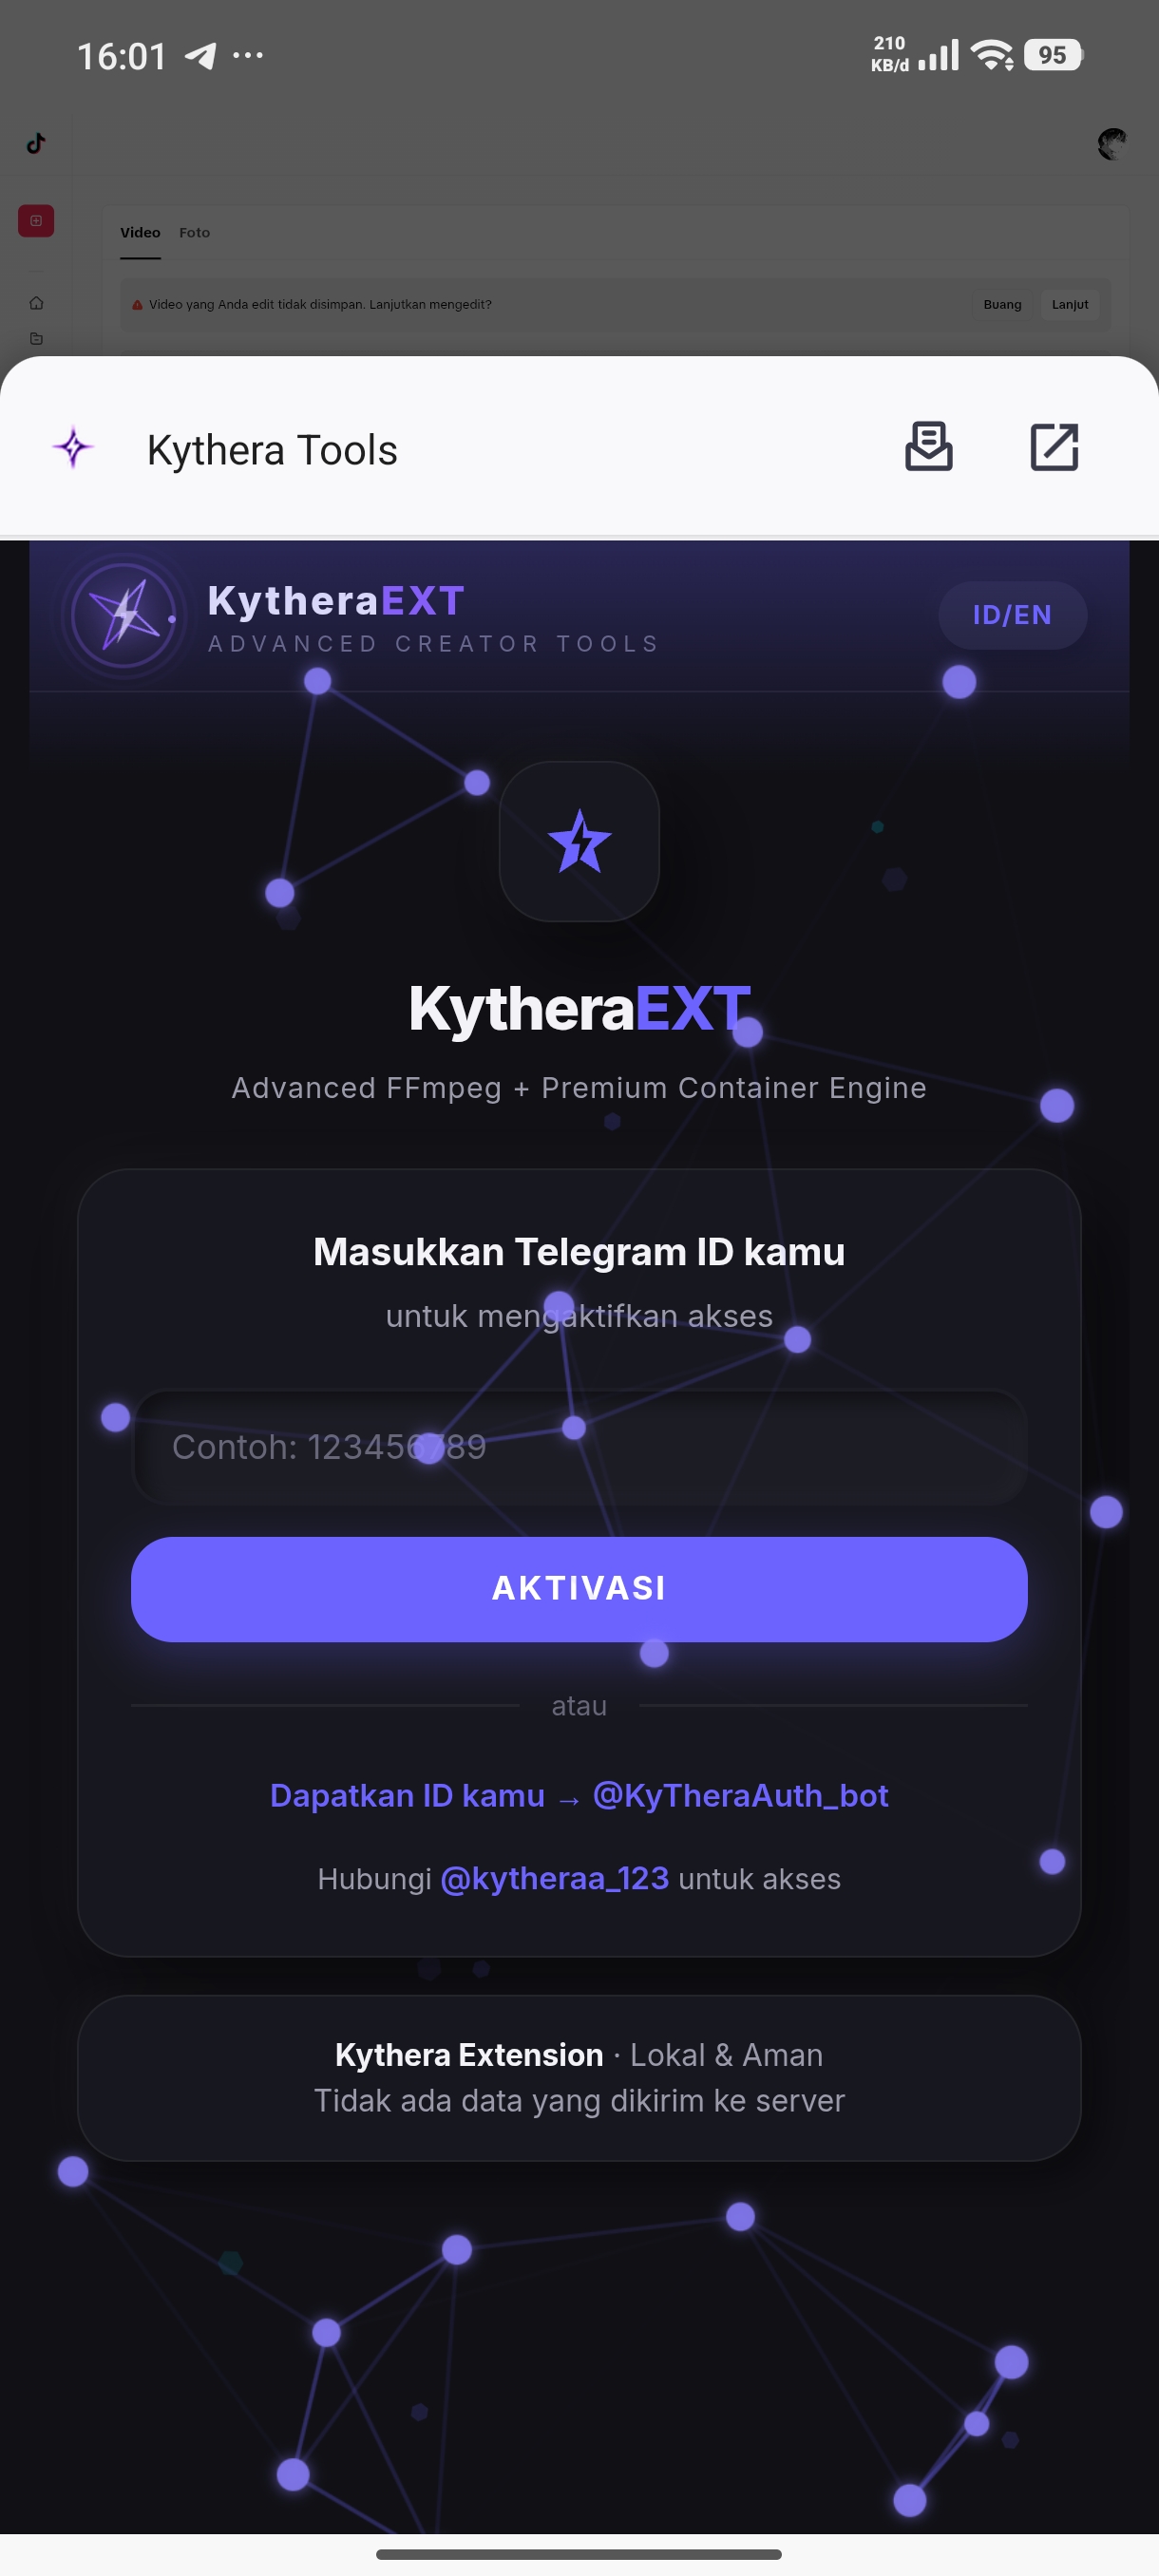 16:01
210
KB/d
95
Video Foto
Video yang Anda edit tidak disimpan. Lanjutkan mengedit?
Buang
Lanjut
Kythera Tools
KytheraEXT
ADVANCED CREATOR TOOLS
ID/EN
KytheraEXT
Advanced FFmpeg + Premium Container Engine
Masukkan Telegram ID kamu
untuk mengaktifkan akses
Contoh: 123456789
AKTIVASI
atau
Dapatkan ID kamu → @KyTheraAuth_bot
Hubungi @kytheraa_123 untuk akses
Kythera Extension · Lokal & Aman
Tidak ada data yang dikirim ke server